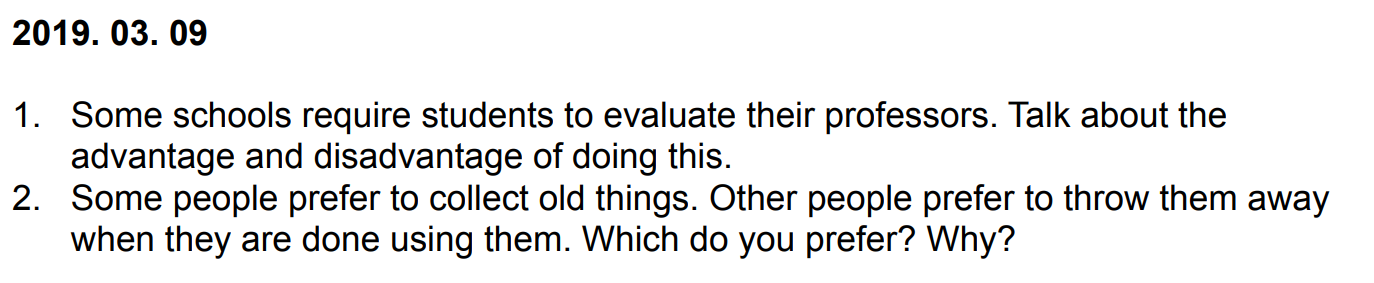 2019. 03. 09
1. Some schools require students to evaluate their professors. Talk about the
advantage and disadvantage of doing this.
2. Some people prefer to collect old things. Other people prefer to throw them away
when they are done using them. Which do you prefer? Why?